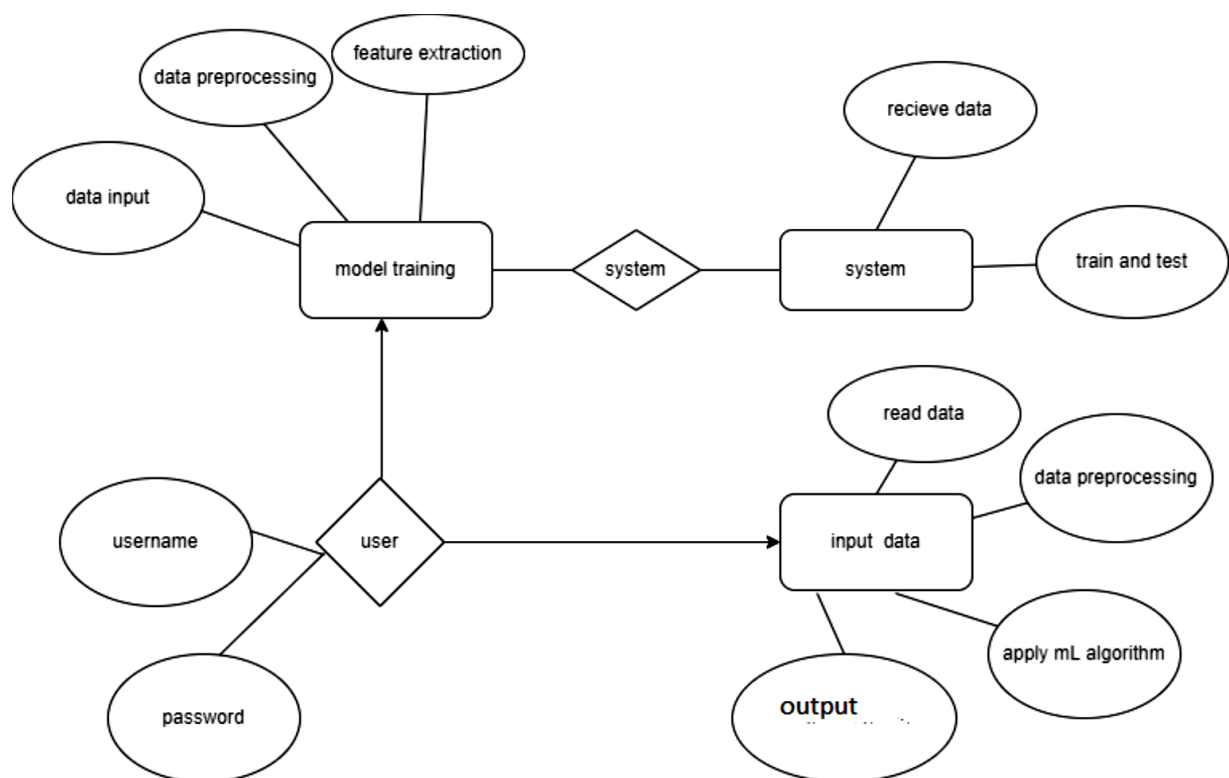 feature extraction
data preprocessing
recieve data
data input
model training
system
system
train and test
read data
data preprocessing
username
user
input data
apply mL algorithm
password
output